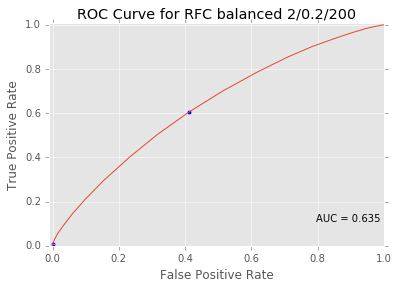 ROC Curve for RFC balanced 2/0.2/200
1.0
0.8
0.6
0.4
0.2
0.0
True Positive Rate
AUC = 0.635
0.0 0.2 0.4 0.6 0.8 1.0
False Positive Rate